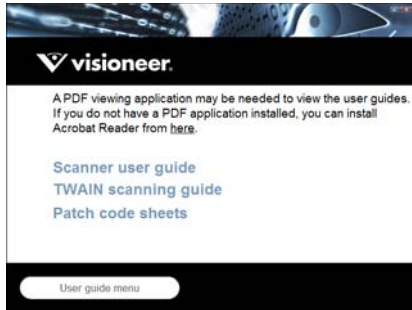 visioneer.
A PDF viewing application may be needed to view the user guides.
If you do not have a PDF application installed, you can install
Acrobat Reader from here.
Scanner user guide
TWAIN scanning guide
Patch code sheets
User guide menu